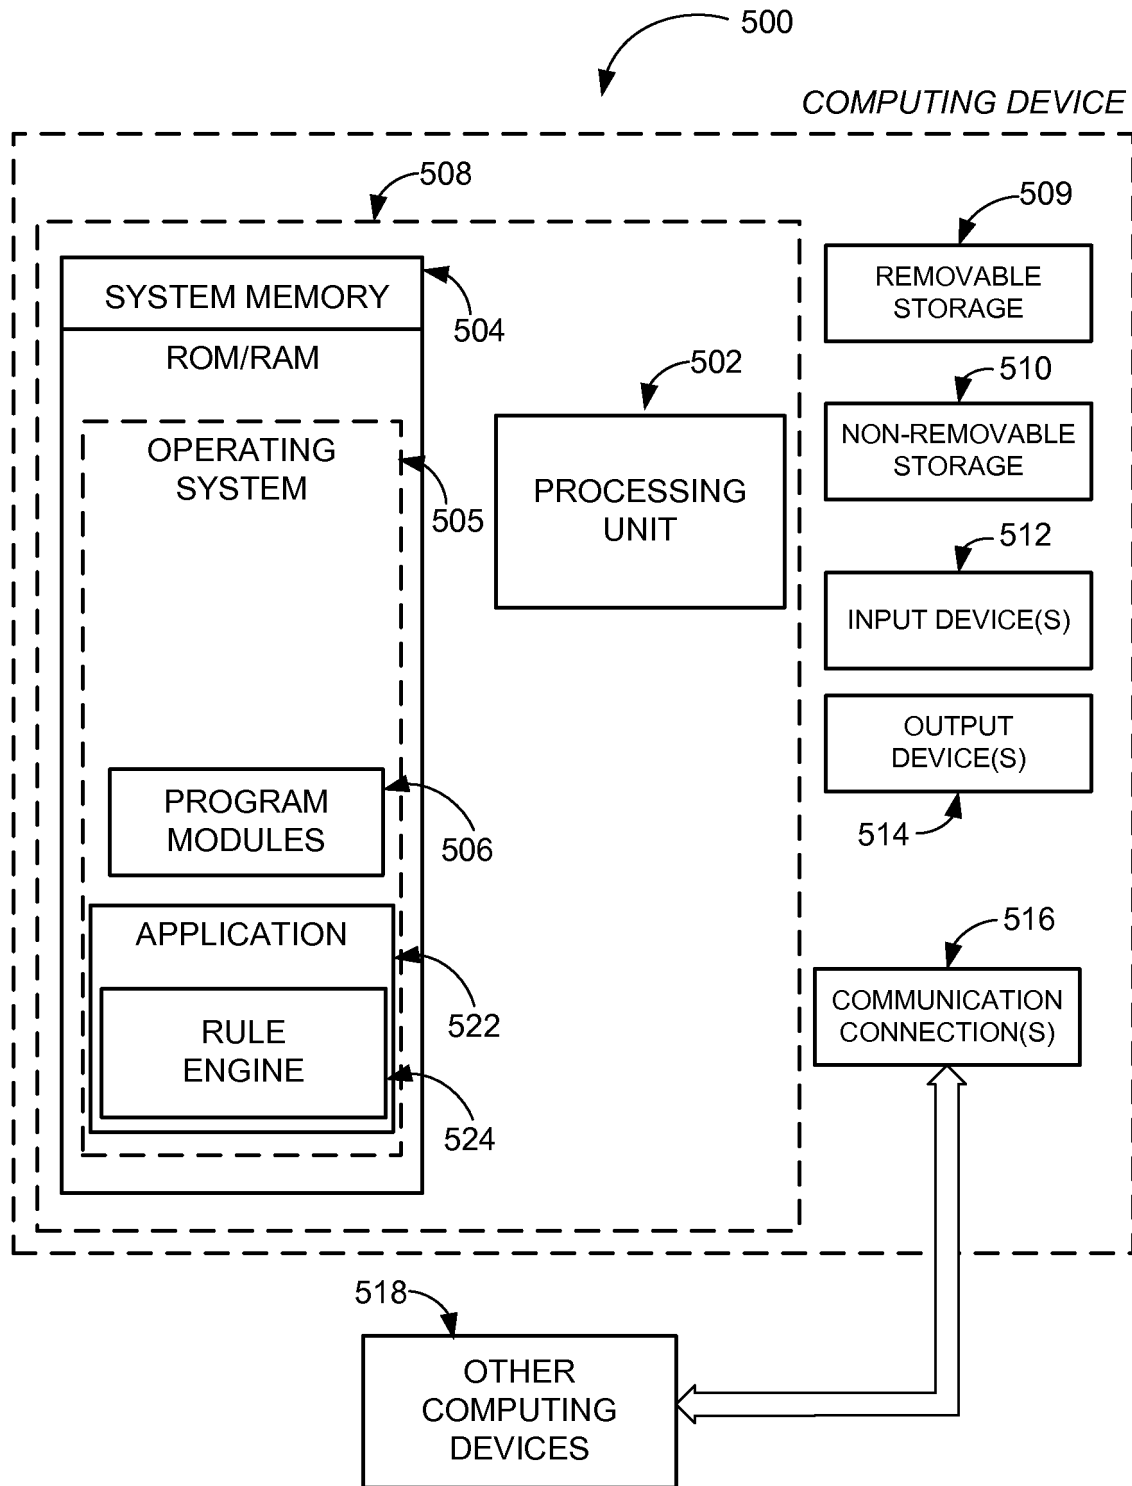 500
COMPUTING DEVICE
508
509
SYSTEM MEMORY
504
REMOVABLE
STORAGE
ROM/RAM
502
510
OPERATING
SYSTEM
505
PROCESSING
UNIT
NON-REMOVABLE
STORAGE
512
INPUT DEVICE(S)
OUTPUT
DEVICE(S)
514
PROGRAM
MODULES
506
APPLICATION
522
516
RULE
ENGINE
524
COMMUNICATION
CONNECTION(S)
518
OTHER
COMPUTING
DEVICES